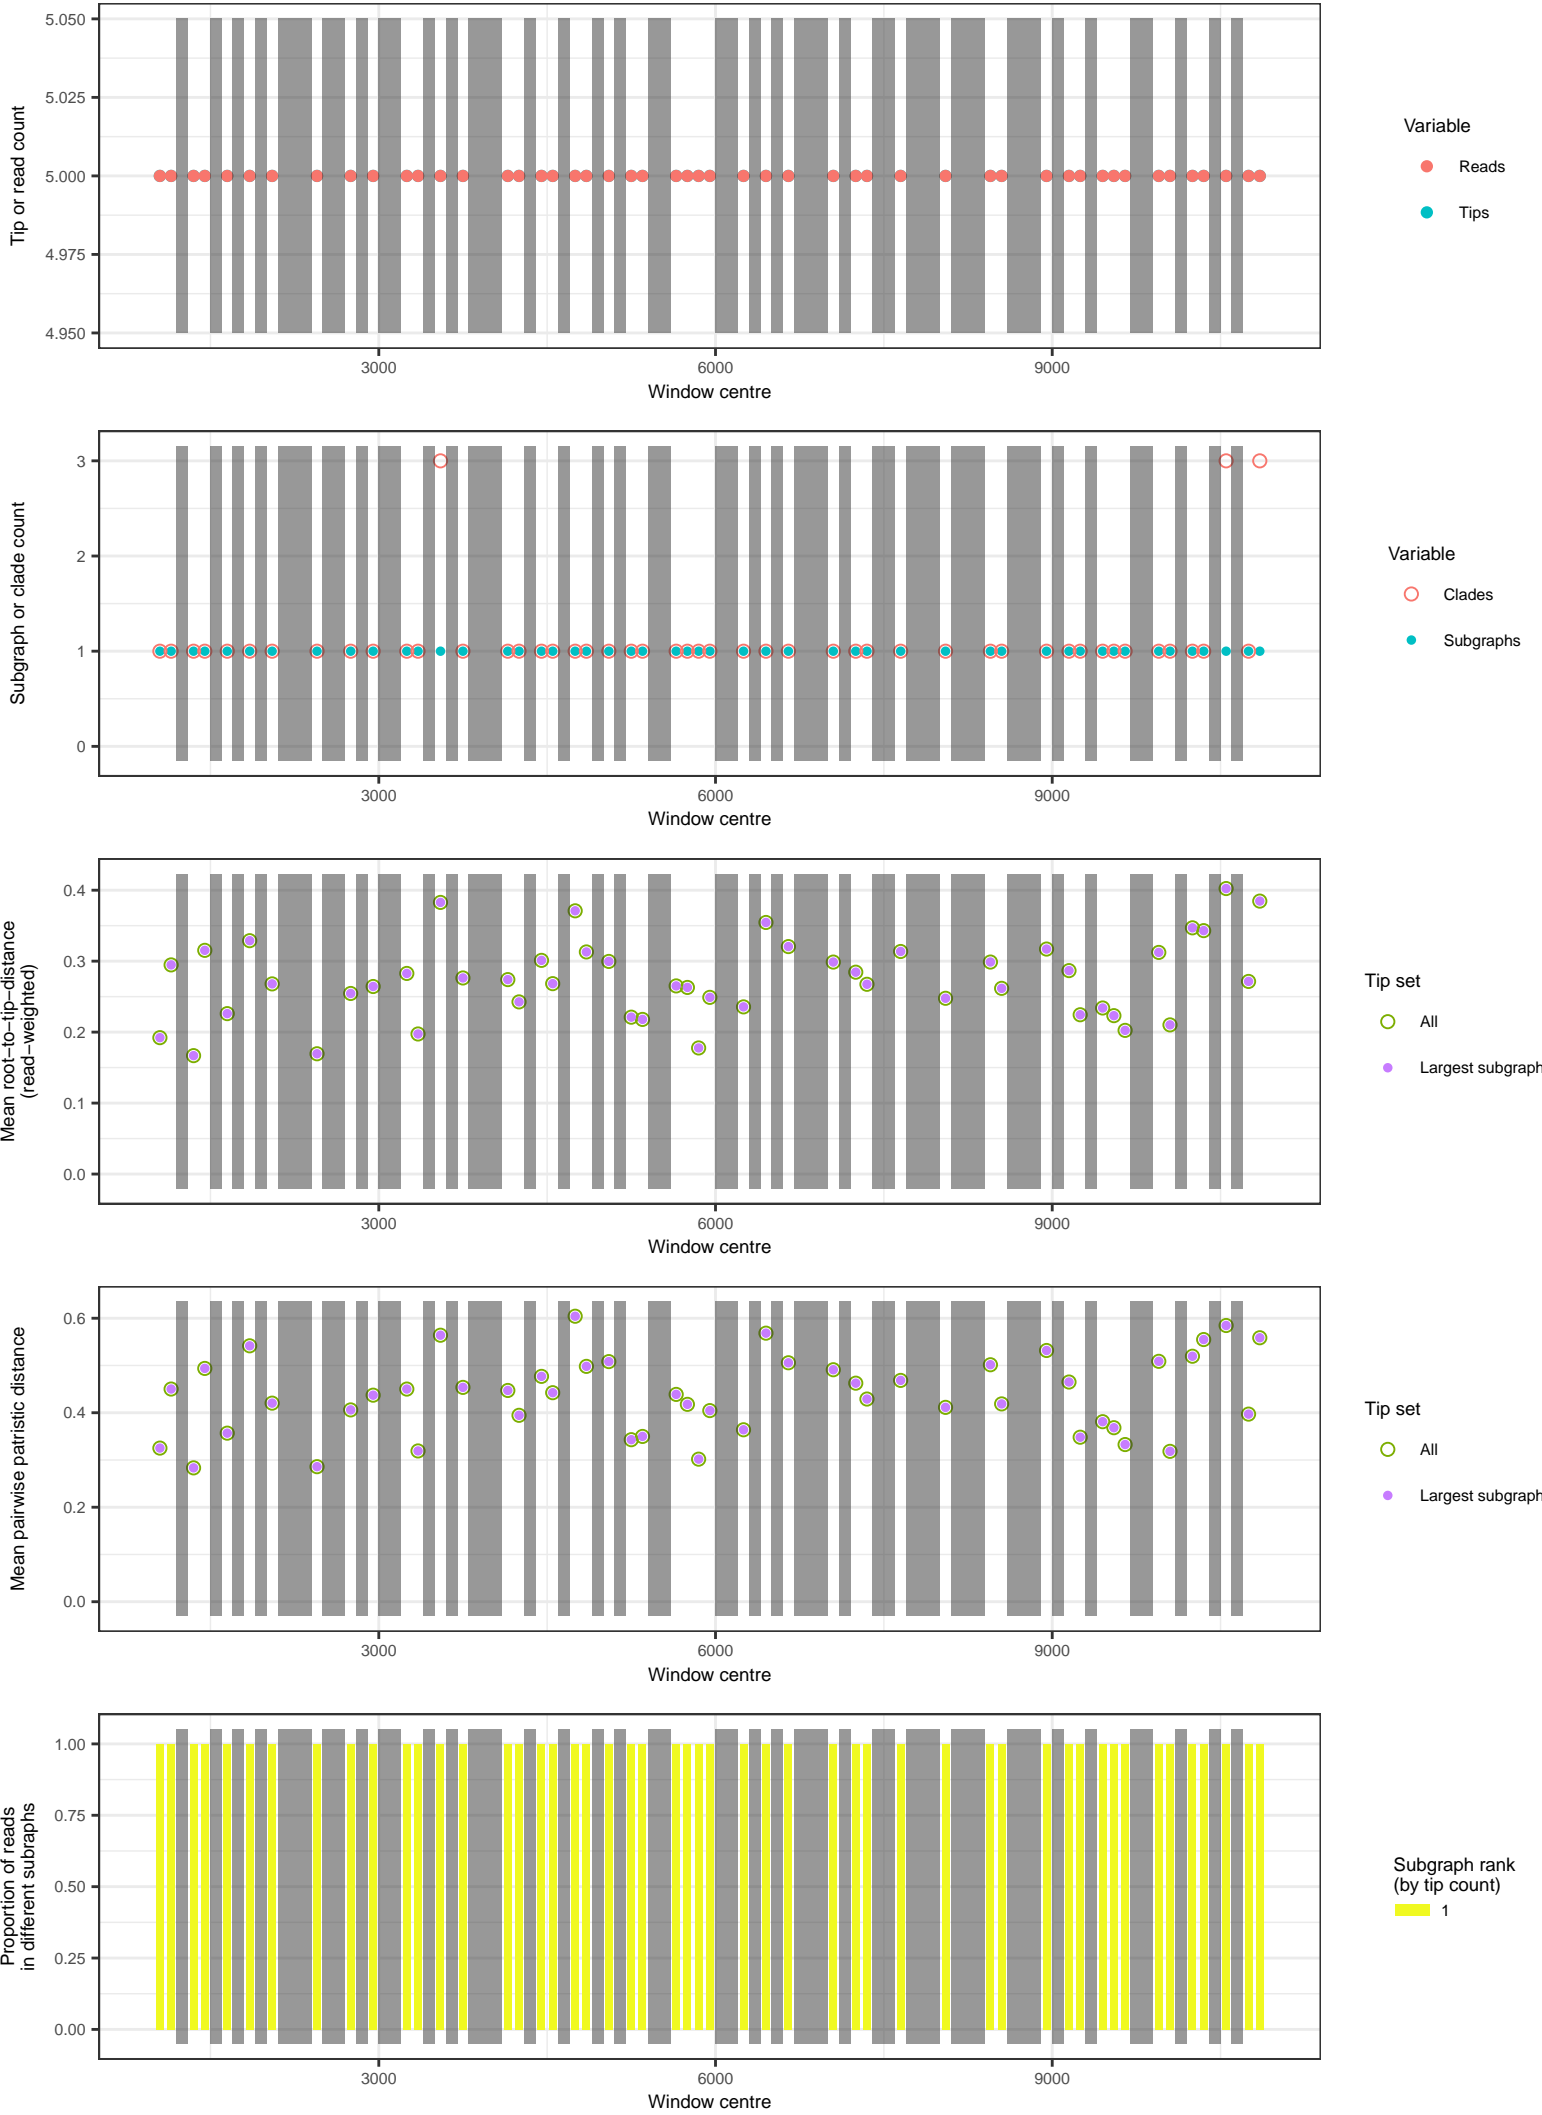 Tip or read count
5.050
5.025
5.000
4.975
4.950
3000
6000
9000
Window centre
Variable
Reads
Tips
Subgraph or clade count
3
2
1
0
3000
6000
9000
Window centre
Variable
Clades
Subgraphs
Mean root−to−tip−distance
(read−weighted)
0.4
0.3
0.2
0.1
0.0
3000
6000
9000
Window centre
Tip set
All
Largest subgraph
Mean pairwise patristic distance
0.6
0.4
0.2
0.0
3000
6000
9000
Window centre
Tip set
All
Largest subgraph
Proportion of reads
in different subraphs
1.00
0.75
0.50
0.25
0.00
3000
6000
9000
Window centre
Subgraph rank
(by tip count)
1